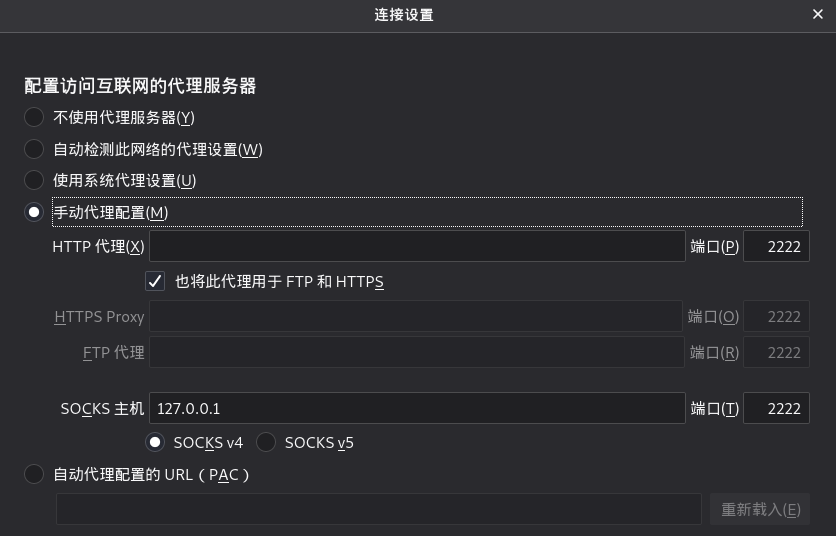 连接设置 ×
配置访问互联网的代理服务器
不使用代理服务器(Y)
自动检测此网络的代理设置(W)
使用系统代理设置(U)
手动代理配置(M)
HTTP 代理(X) 端口(P) 2222
也将此代理用于 FTP 和 HTTPS
HTTPS Proxy 端口(O) 2222
FTP 代理 端口(R) 2222
SOCKS 主机 127.0.0.1 端口(T) 2222
SOCKS v4 SOCKS v5
自动代理配置的 URL（PAC）
重新载入(E)